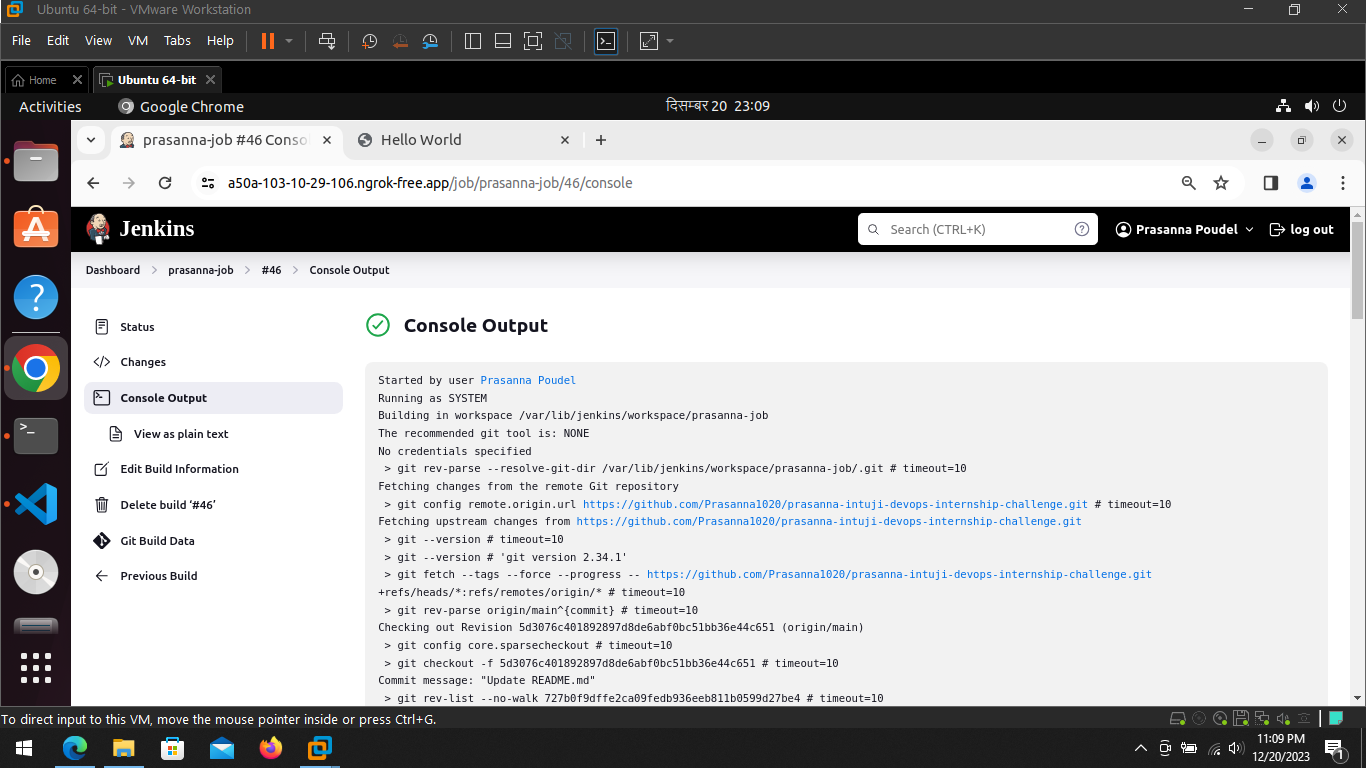 Ubuntu 64-bit - VMware Workstation
File Edit View VM Tabs Help
Home Ubuntu 64-bit
Activities Google Chrome दिसम्बर 20 23:09
prasanna-job #46 Conso Hello World
a50a-103-10-29-106.ngrok-free.app/job/prasanna-job/46/console
Jenkins Search (CTRL+K) Prasanna Poudel log out
Dashboard prasanna-job #46 Console Output
Status
Changes
Console Output
View as plain text
Edit Build Information
Delete build ‘#46’
Git Build Data
Previous Build
Console Output
Started by user Prasanna Poudel
Running as SYSTEM
Building in workspace /var/lib/jenkins/workspace/prasanna-job
The recommended git tool is: NONE
No credentials specified
> git rev-parse --resolve-git-dir /var/lib/jenkins/workspace/prasanna-job/.git # timeout=10
Fetching changes from the remote Git repository
> git config remote.origin.url https://github.com/Prasanna1020/prasanna-intuji-devops-internship-challenge.git # timeout=10
Fetching upstream changes from https://github.com/Prasanna1020/prasanna-intuji-devops-internship-challenge.git
> git --version # timeout=10
> git --version # 'git version 2.34.1'
> git fetch --tags --force --progress -- https://github.com/Prasanna1020/prasanna-intuji-devops-internship-challenge.git
+refs/heads/*:refs/remotes/origin/* # timeout=10
> git rev-parse origin/main^{commit} # timeout=10
Checking out Revision 5d3076c401892897d8de6abf0bc51bb36e44c651 (origin/main)
> git config core.sparsecheckout # timeout=10
> git checkout -f 5d3076c401892897d8de6abf0bc51bb36e44c651 # timeout=10
Commit message: "Update README.md"
> git rev-list --no-walk 727b0f9dffe2ca09fedb936eeb811b0599d27be4 # timeout=10
To direct input to this VM, move the mouse pointer inside or press Ctrl+G.
11:09 PM
12/20/2023
1